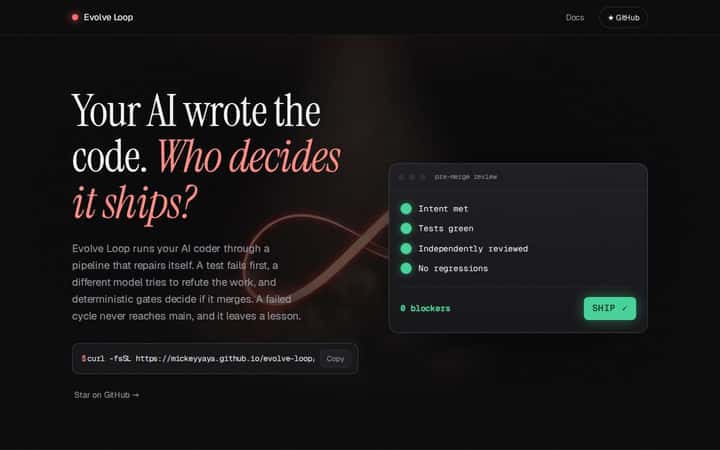 Evolve Loop
Docs
★ GitHub
Your AI wrote the
code. Who decides
it ships?
Evolve Loop runs your AI coder through a
pipeline that repairs itself. A test fails first, a
different model tries to refute the work, and
deterministic gates decide if it merges. A failed
cycle never reaches main, and it leaves a lesson.
$ curl -fsSL https://mickeyyaya.github.io/evolve-loop/
Copy
Star on GitHub →
pre-merge review
Intent met
Tests green
Independently reviewed
No regressions
0 blockers
SHIP ✓